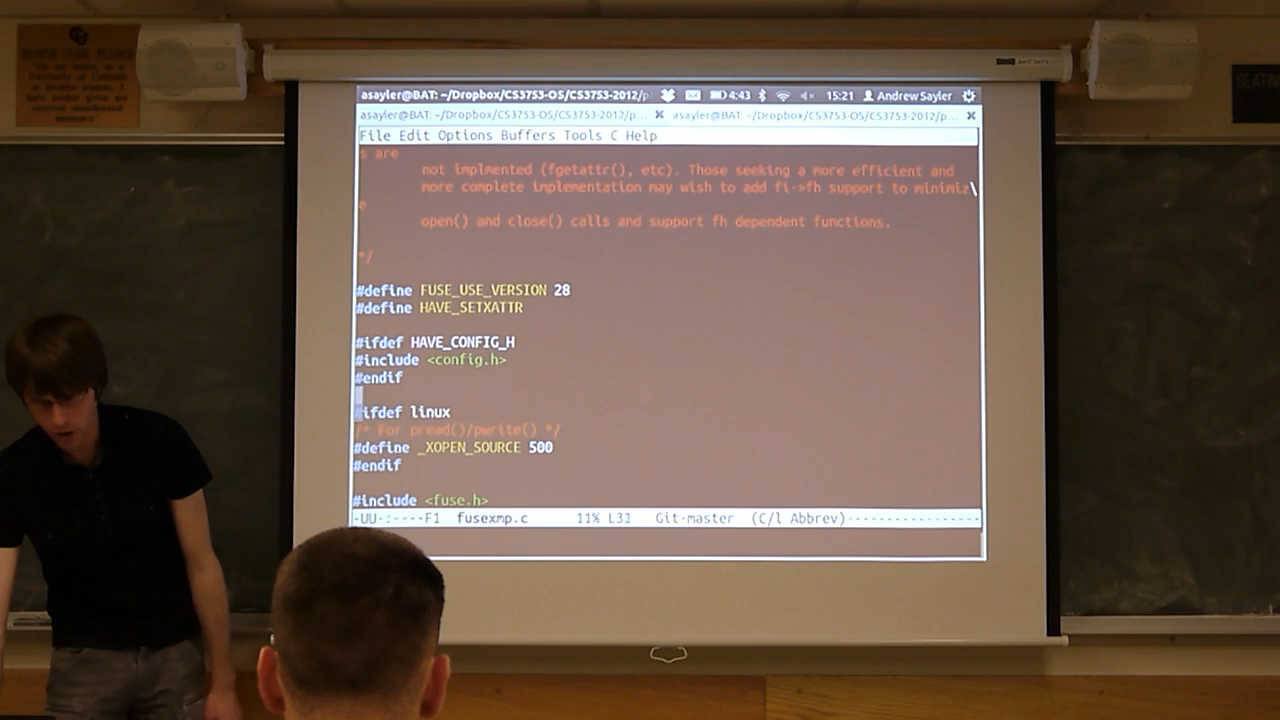 HONOR CODE PLEDGE
asayler@BAT: ~/Dropbox/CS3753-OS/CS3753-2012/p
4:43
15:21
Andrew Sayler
asayler@BAT: ~/Dropbox/CS3753-OS/CS3753-2012/p...
asayler@BAT: ~/Dropbox/CS3753-OS/CS3753-2012/p...
File Edit Options Buffers Tools C Help
s are
not implmented (fgetattr(), etc). Those seeking a more efficient and
more complete implementation may wish to add fi->fh support to minimiz\
e
open() and close() calls and support fh dependent functions.
*/
#define FUSE_USE_VERSION 28
#define HAVE_SETXATTR
#ifdef HAVE_CONFIG_H
#include <config.h>
#endif
#ifdef linux
/* For pread()/pwrite() */
#define _XOPEN_SOURCE 500
#endif
#include <fuse.h>
-UU-:----F1 fusexmp.c 11% L32 Git-master (C/l Abbrev)----------------
SEATING